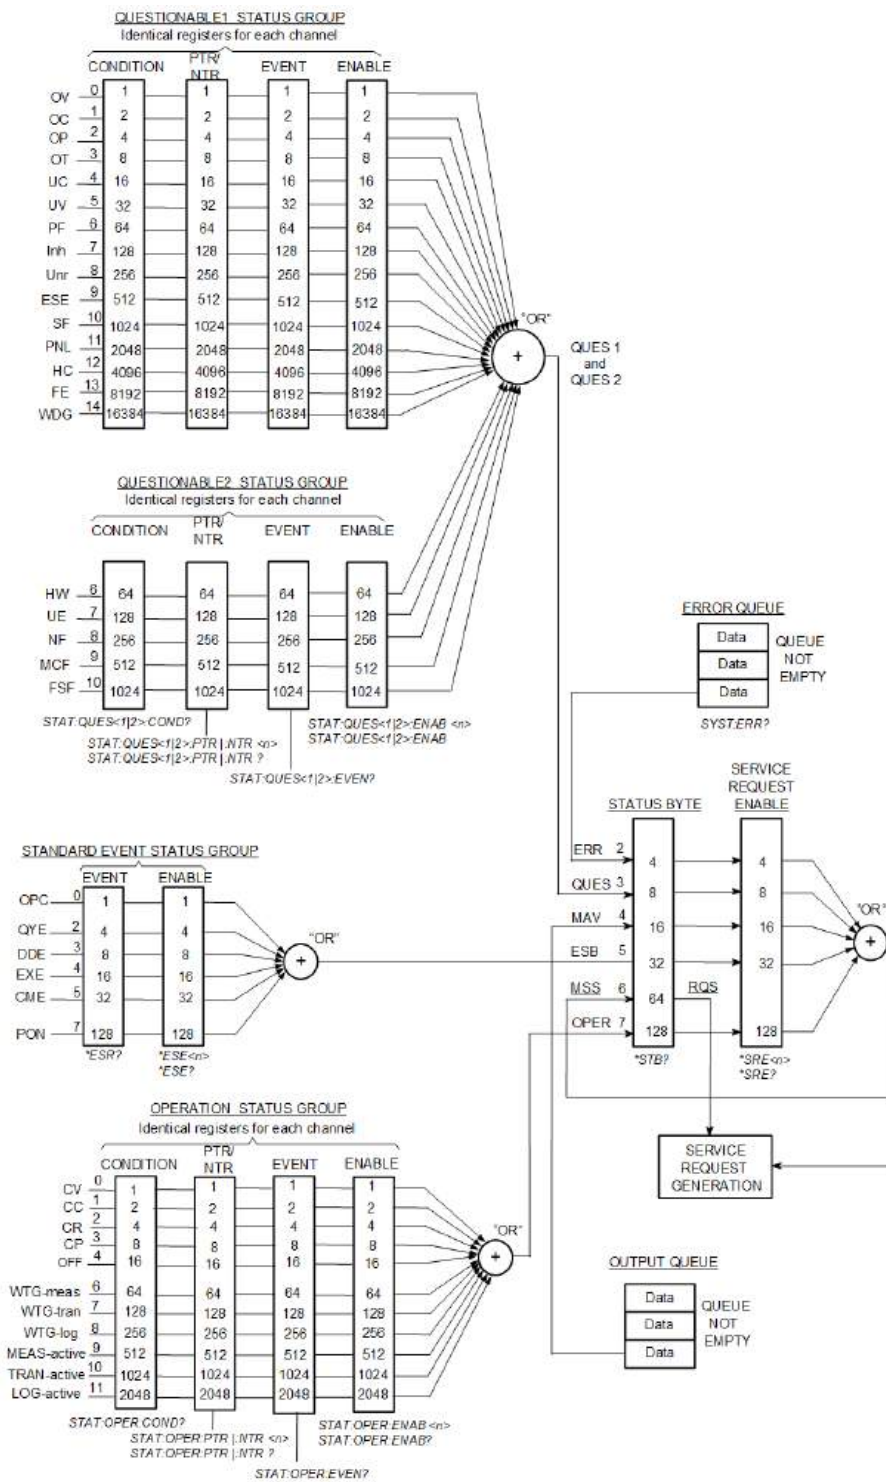 QUESTIONABLE1 STATUS GROUP
Identical registers for each channel
CONDITION PTR/ NTR EVENT ENABLE
OV 0 1 1 1 1
OC 1 2 2 2 2
OP 2 4 4 4 4
OT 3 8 8 8 8
UC 4 16 16 16 16
UV 5 32 32 32 32
PF 6 64 64 64 64
Inh 7 128 128 128 128
Unr 8 256 256 256 256
ESE 9 512 512 512 512
SF 10 1024 1024 1024 1024
PNL 11 2048 2048 2048 2048
HC 12 4096 4096 4096 4096
FE 13 8192 8192 8192 8192
WDG 14 16384 16384 16384 16384
"OR"
+
QUES 1
and
QUES 2
QUESTIONABLE2 STATUS GROUP
Identical registers for each channel
CONDITION PTR/ NTR EVENT ENABLE
HW 6 64 64 64 64
UE 7 128 128 128 128
NF 8 256 256 256 256
MCF 9 512 512 512 512
FSF 10 1024 1024 1024 1024
STAT:QUES<1|2>:COND?
STAT:QUES<1|2>:PTR |:NTR <n>
STAT:QUES<1|2>:PTR |:NTR ?
STAT:QUES<1|2>:EVEN?
STAT:QUES<1|2>:ENAB <n>
STAT:QUES<1|2>:ENAB
ERROR QUEUE
Data
Data
Data
QUEUE
NOT
EMPTY
SYST:ERR?
STATUS BYTE
SERVICE
REQUEST
ENABLE
ERR 2 4 4
QUES 3 8 8
MAV 4 16 16
ESB 5 32 32
MSS 6 64 RQS
OPER 7 128 128
"OR"
+
*STB?
*SRE<n>
*SRE?
STANDARD EVENT STATUS GROUP
EVENT ENABLE
OPC 0 1 1
QYE 2 4 4
DDE 3 8 8
EXE 4 16 16
CME 5 32 32
PON 7 128 128
"OR"
+
*ESR?
*ESE<n>
*ESE?
SERVICE
REQUEST
GENERATION
OPERATION STATUS GROUP
Identical registers for each channel
CONDITION PTR/ NTR EVENT ENABLE
CV 0 1 1 1 1
CC 1 2 2 2 2
CR 2 4 4 4 4
CP 3 8 8 8 8
OFF 4 16 16 16 16
WTG-meas 6 64 64 64 64
WTG-tran 7 128 128 128 128
WTG-log 8 256 256 256 256
MEAS-active 9 512 512 512 512
TRAN-active 10 1024 1024 1024 1024
LOG-active 11 2048 2048 2048 2048
"OR"
+
STAT:OPER:COND?
STAT:OPER:PTR |:NTR <n>
STAT:OPER:PTR |:NTR ?
STAT:OPER:EVEN?
STAT:OPER:ENAB <n>
STAT:OPER:ENAB?
OUTPUT QUEUE
Data
Data
Data
QUEUE
NOT
EMPTY